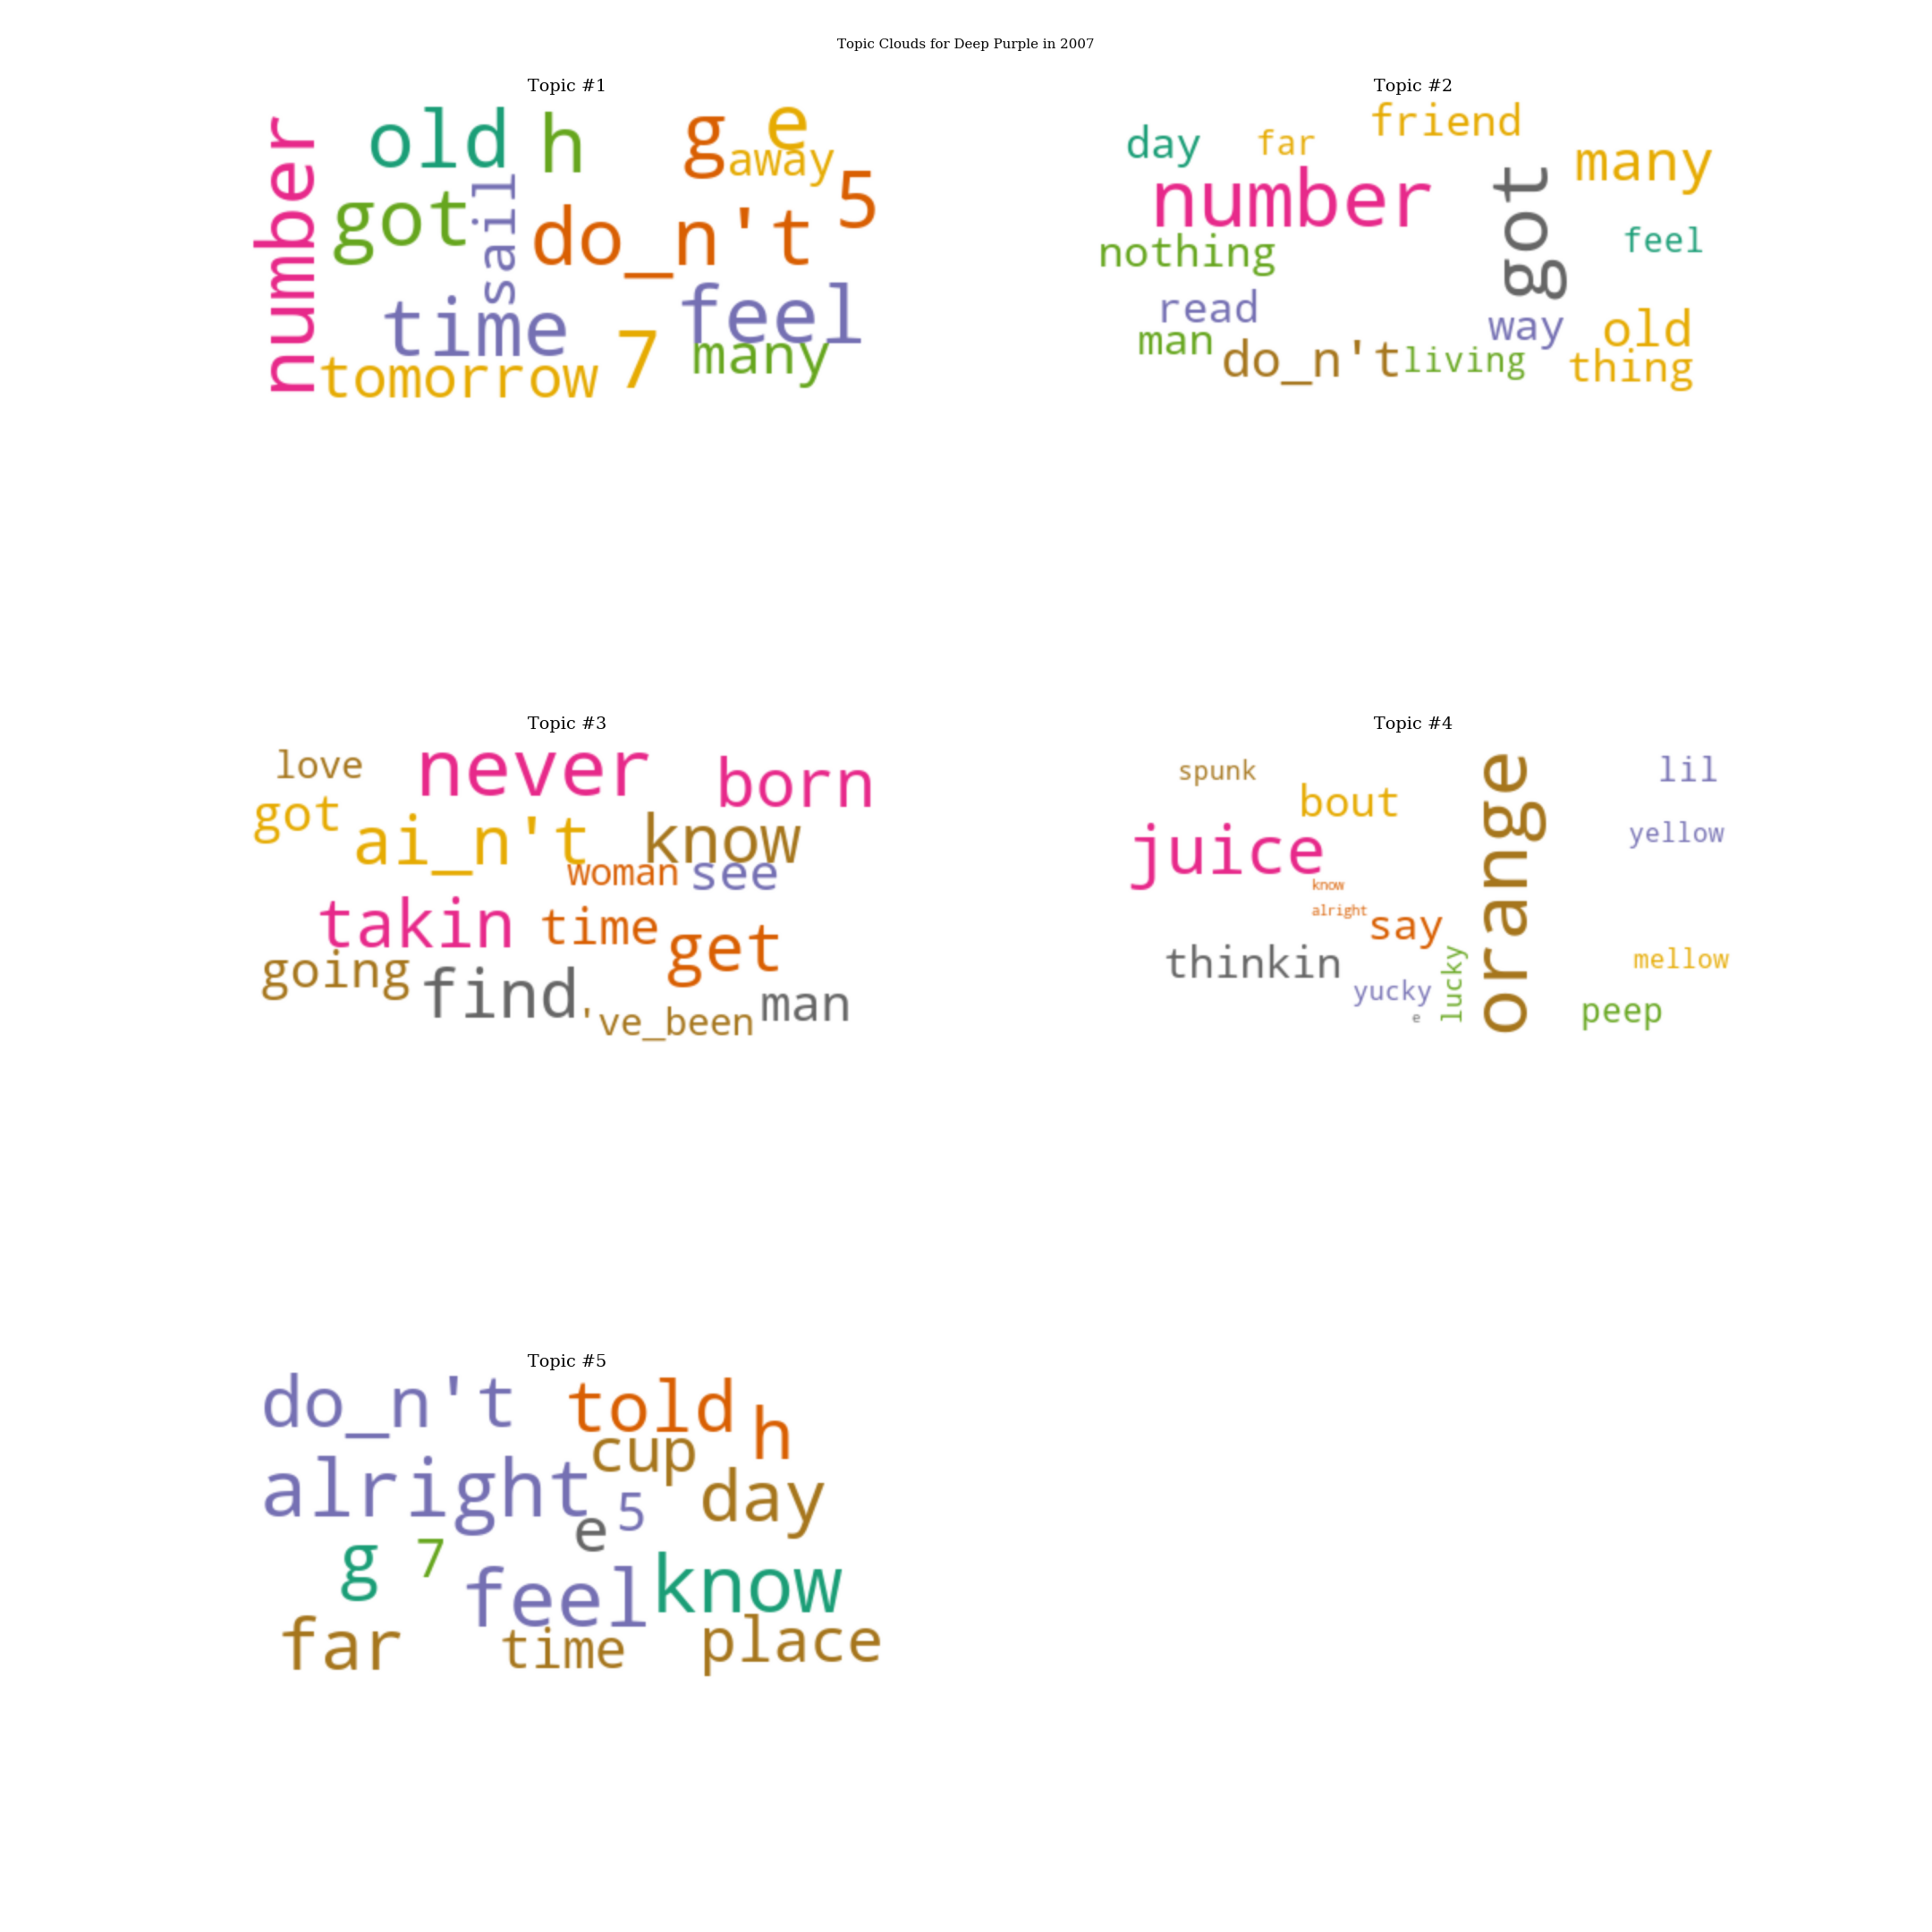 Topic Clouds for Deep Purple in 2007
Topic #1
number
old
h
g
e
away
5
got
sail
do_n't
time
feel
7
many
tomorrow
Topic #2
friend
day
far
many
number
got
nothing
feel
read
way
old
man
do_n't
living
thing
Topic #3
love
never
born
got
ai_n't
know
woman
see
takin
time
get
going
find
've_been
man
Topic #4
spunk
bout
orange
lil
juice
yellow
know
alright
say
thinkin
lucky
mellow
yucky
e
peep
Topic #5
do_n't
told
h
cup
alright
5
day
e
g
7
feel
know
far
time
place